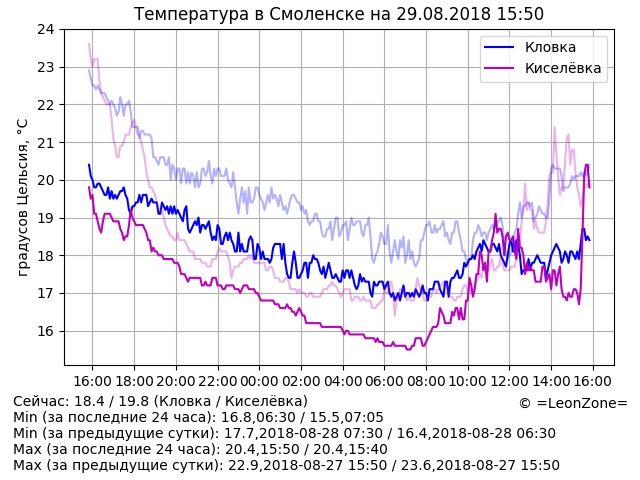 Температура в Смоленске на 29.08.2018 15:50
Кловка
Киселёвка
градусов Цельсия, °C
24
23
22
21
20
19
18
17
16
16:00 18:00 20:00 22:00 00:00 02:00 04:00 06:00 08:00 10:00 12:00 14:00 16:00
Сейчас: 18.4 / 19.8 (Кловка / Киселёвка)
© =LeonZone=
Min (за последние 24 часа): 16.8,06:30 / 15.5,07:05
Min (за предыдущие сутки): 17.7,2018-08-28 07:30 / 16.4,2018-08-28 06:30
Max (за последние 24 часа): 20.4,15:50 / 20.4,15:40
Max (за предыдущие сутки): 22.9,2018-08-27 15:50 / 23.6,2018-08-27 15:50